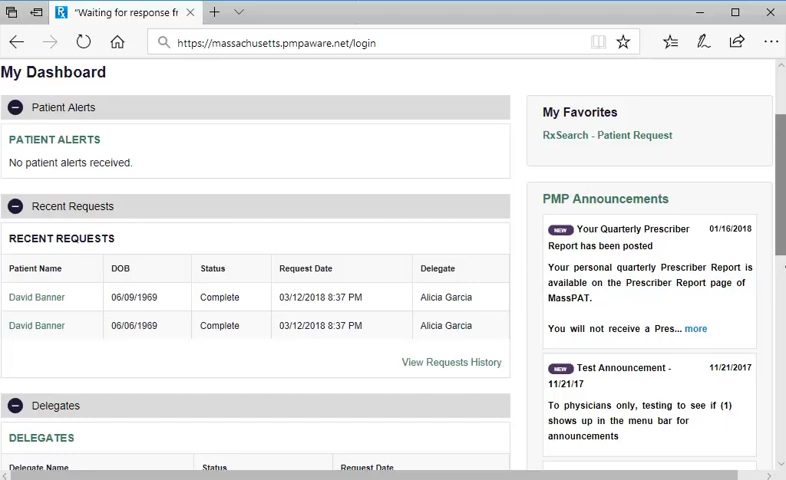 "Waiting for response fr
https://massachusetts.pmpaware.net/login
My Dashboard
Patient Alerts
PATIENT ALERTS
No patient alerts received.
Recent Requests
RECENT REQUESTS
Patient Name DOB Status Request Date Delegate
David Banner 06/09/1969 Complete 03/12/2018 8:37 PM Alicia Garcia
David Banner 06/06/1969 Complete 03/12/2018 8:37 PM Alicia Garcia
View Requests History
Delegates
DELEGATES
Delegate Name Status Request Date
My Favorites
RxSearch - Patient Request
PMP Announcements
NEW Your Quarterly Prescriber 01/16/2018
Report has been posted
Your personal quarterly Prescriber Report is
available on the Prescriber Report page of
MassPAT.
You will not receive a Pres... more
NEW Test Announcement - 11/21/2017
11/21/17
To physicians only, testing to see if (1)
shows up in the menu bar for
announcements